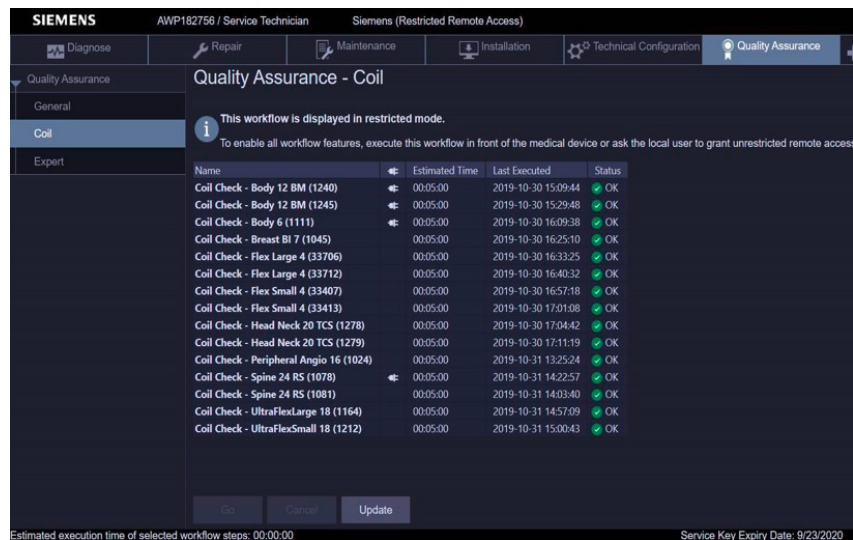 SIEMENS AWP182756 / Service Technician Siemens (Restricted Remote Access)
Diagnose Repair Maintenance Installation Technical Configuration Quality Assurance
Quality Assurance
General
Coil
Expert
Quality Assurance - Coil
This workflow is displayed in restricted mode.
To enable all workflow features, execute this workflow in front of the medical device or ask the local user to grant unrestricted remote access
Name Estimated Time Last Executed Status
Coil Check - Body 12 BM (1240) 00:05:00 2019-10-30 15:09:44 OK
Coil Check - Body 12 BM (1245) 00:05:00 2019-10-30 15:29:48 OK
Coil Check - Body 6 (1111) 00:05:00 2019-10-30 16:09:38 OK
Coil Check - Breast BI 7 (1045) 00:05:00 2019-10-30 16:25:10 OK
Coil Check - Flex Large 4 (33706) 00:05:00 2019-10-30 16:33:25 OK
Coil Check - Flex Large 4 (33712) 00:05:00 2019-10-30 16:40:32 OK
Coil Check - Flex Small 4 (33407) 00:05:00 2019-10-30 16:57:18 OK
Coil Check - Flex Small 4 (33413) 00:05:00 2019-10-30 17:01:08 OK
Coil Check - Head Neck 20 TCS (1278) 00:05:00 2019-10-30 17:04:42 OK
Coil Check - Head Neck 20 TCS (1279) 00:05:00 2019-10-30 17:11:19 OK
Coil Check - Peripheral Angio 16 (1024) 00:05:00 2019-10-31 13:25:24 OK
Coil Check - Spine 24 RS (1078) 00:05:00 2019-10-31 14:22:57 OK
Coil Check - Spine 24 RS (1081) 00:05:00 2019-10-31 14:03:40 OK
Coil Check - UltraFlexLarge 18 (1164) 00:05:00 2019-10-31 14:57:09 OK
Coil Check - UltraFlexSmall 18 (1212) 00:05:00 2019-10-31 15:00:43 OK
Go Cancel Update
Estimated execution time of selected workflow steps: 00:00:00 Service Key Expiry Date: 9/23/2020